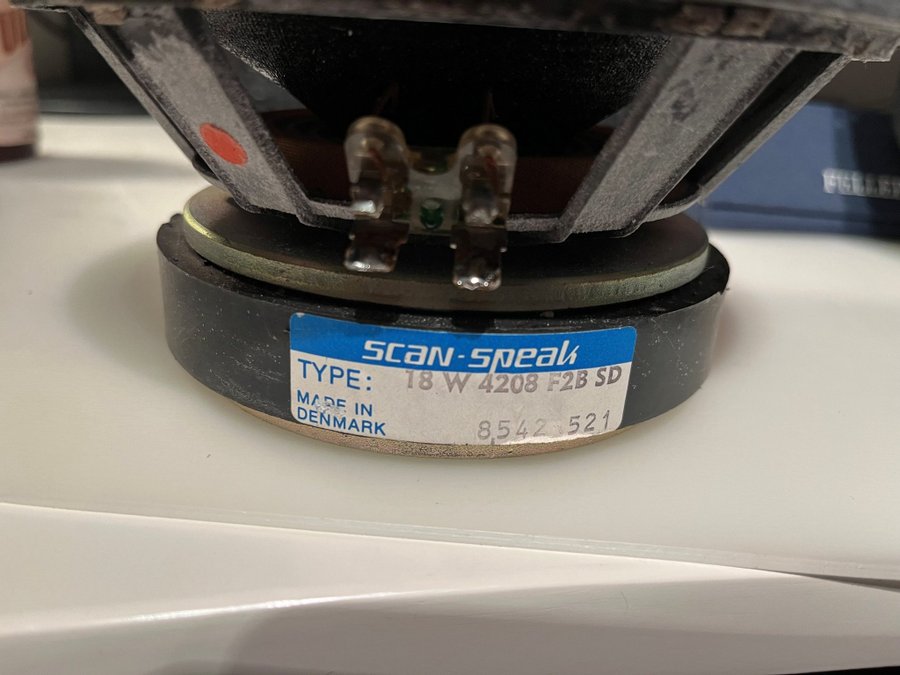 scan-speak
TYPE: 18 W 4208 F2B SD
MADE IN
DENMARK
8542 521